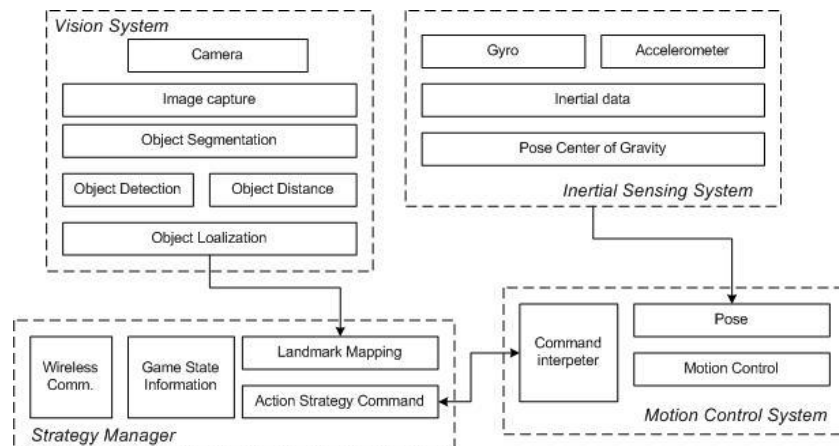 Vision System
Camera
Image capture
Object Segmentation
Object Detection
Object Distance
Object Loalization
Gyro
Accelerometer
Inertial data
Pose Center of Gravity
Inertial Sensing System
Wireless
Comm.
Game State
Information
Landmark Mapping
Action Strategy Command
Strategy Manager
Command
interpeter
Pose
Motion Control
Motion Control System